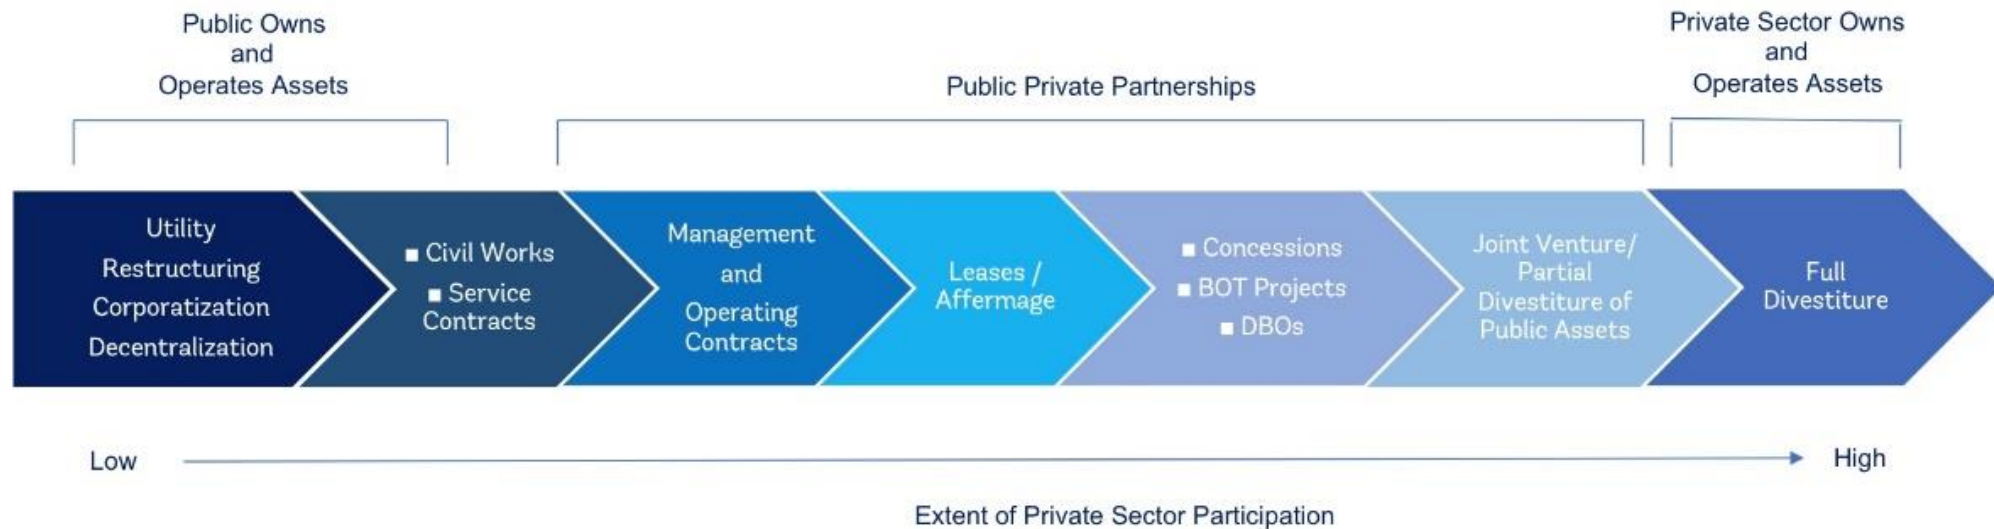 Public Owns
and
Operates Assets
Public Private Partnerships
Private Sector Owns
and
Operates Assets
Utility
Restructuring
Corporatization
Decentralization
■ Civil Works
■ Service
Contracts
Management
and
Operating
Contracts
Leases /
Affermage
■ Concessions
■ BOT Projects
■ DBOs
Joint Venture/
Partial
Divestiture of
Public Assets
Full
Divestiture
Low
High
Extent of Private Sector Participation